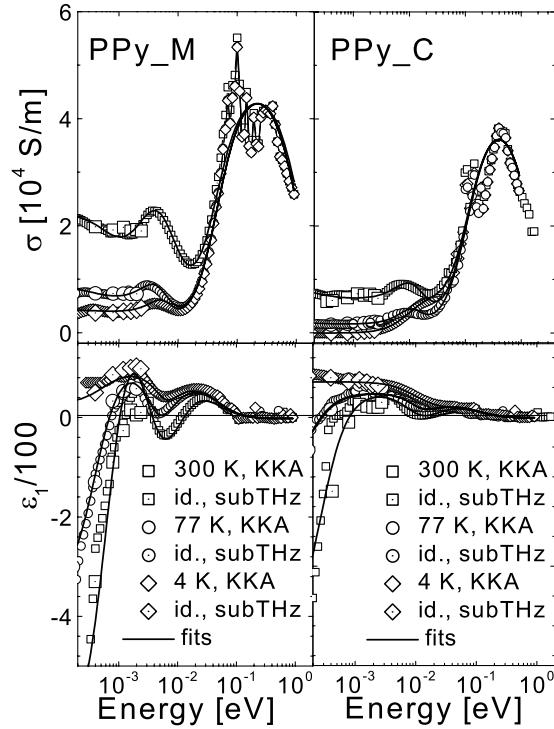 PPy_M PPy_C
6
4
2
0
σ [10⁴ S/m]
0
-2
-4
ε₁/100
300 K, KKA
id., subTHz
77 K, KKA
id., subTHz
4 K, KKA
id., subTHz
fits
300 K, KKA
id., subTHz
77 K, KKA
id., subTHz
4 K, KKA
id., subTHz
fits
10⁻³ 10⁻² 10⁻¹ 10⁰ 10⁻³ 10⁻² 10⁻¹ 10⁰
Energy [eV] Energy [eV]